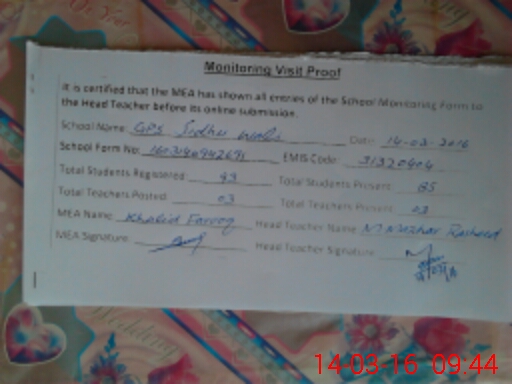 Monitoring Visit Proof
It is certified that the MEA has shown all entries of the School Monitoring Form to
the Head Teacher before its online submission.
School Name: GPS Sidhu Wala Date: 14-03-2016
School Form No: EMIS Code: 31320404
Total Students Registered: 93 Total Students Present: 85
Total Teachers Posted: 03 Total Teachers Present: 03
MEA Name: Khalid Farooq Head Teacher Name: M Mazhar Rasheed
MEA Signature: Head Teacher Signature:
14-03-16 09:44